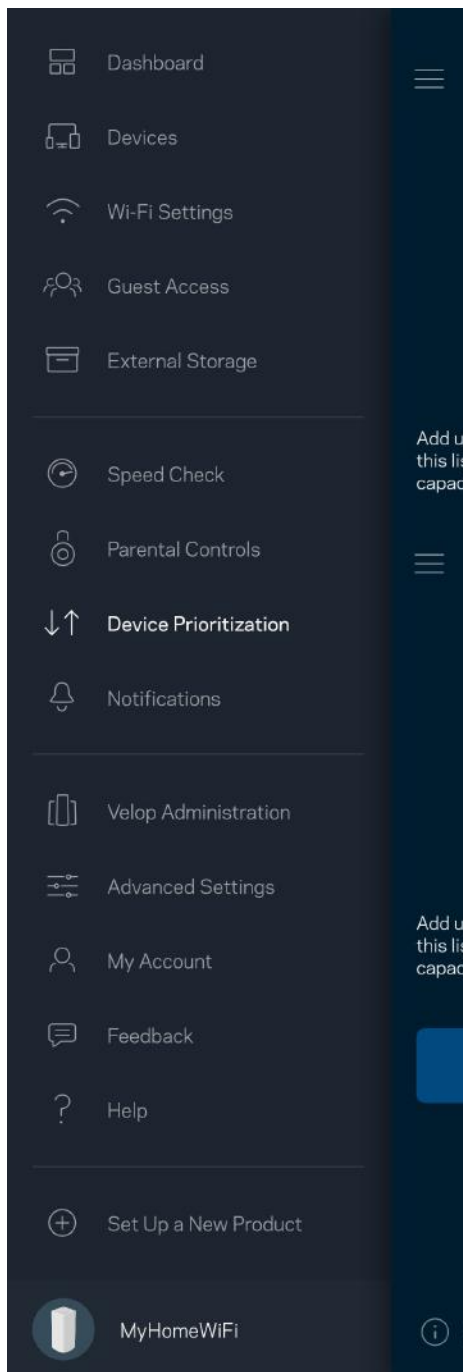 Dashboard
Devices
Wi-Fi Settings
Guest Access
External Storage
Speed Check
Parental Controls
Device Prioritization
Notifications
Velop Administration
Advanced Settings
My Account
Feedback
Help
Set Up a New Product
MyHomeWiFi
Add u
this lis
capac
Add u
this lis
capac